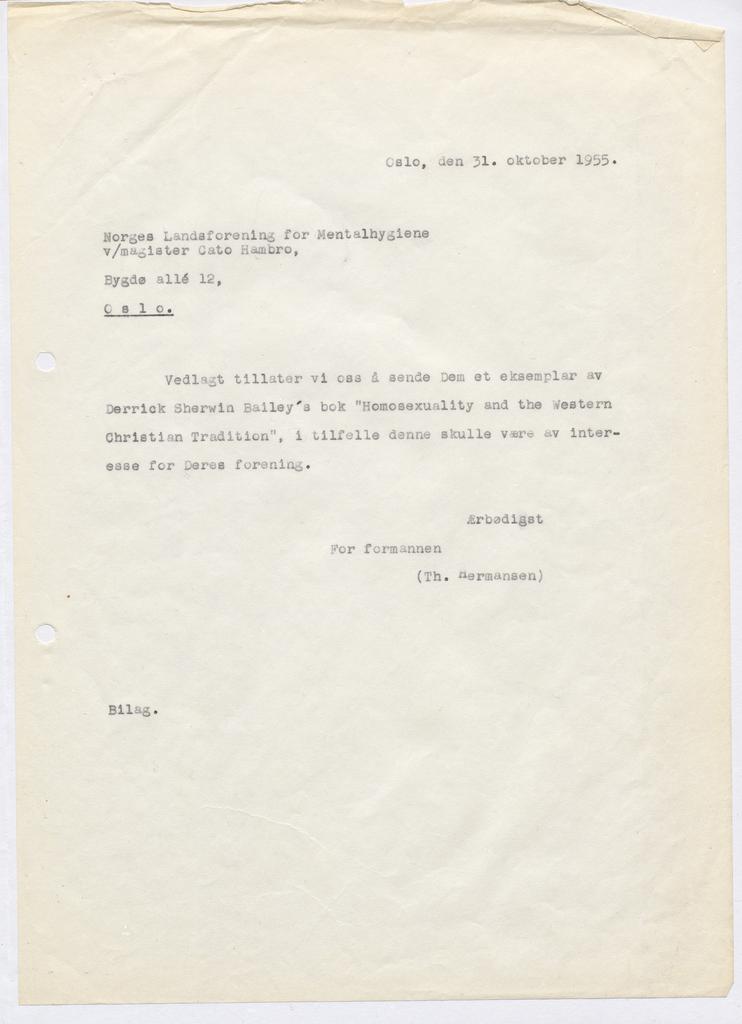 Oslo, den 31. oktober 1955.
Norges Landsforening for Mentalhygiene
v/magister Cato Hambro,
Bygdø allé 12,
O s l o.
Vedlagt tillater vi oss å sende Dem et eksemplar av
Derrick Sherwin Bailey's bok "Homosexuality and the Western
Christian Tradition", i tilfelle denne skulle være av inter-
esse for Deres forening.
Ærbødigst
For formannen
(Th. Hermansen)
Bilag.